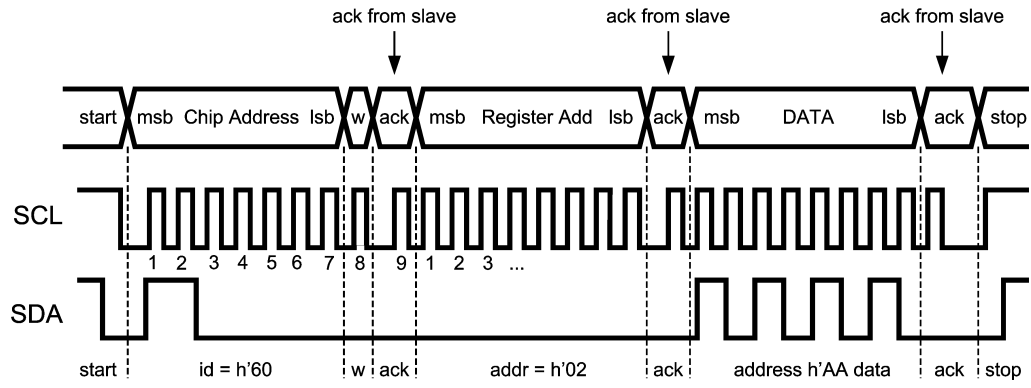 ack from slave ack from slave ack from slave
start msb Chip Address lsb w ack msb Register Add lsb ack msb DATA lsb ack stop
SCL
1 2 3 4 5 6 7 8 9 1 2 3 ...
SDA
start id = h'60 w ack addr = h'02 ack address h'AA data ack stop